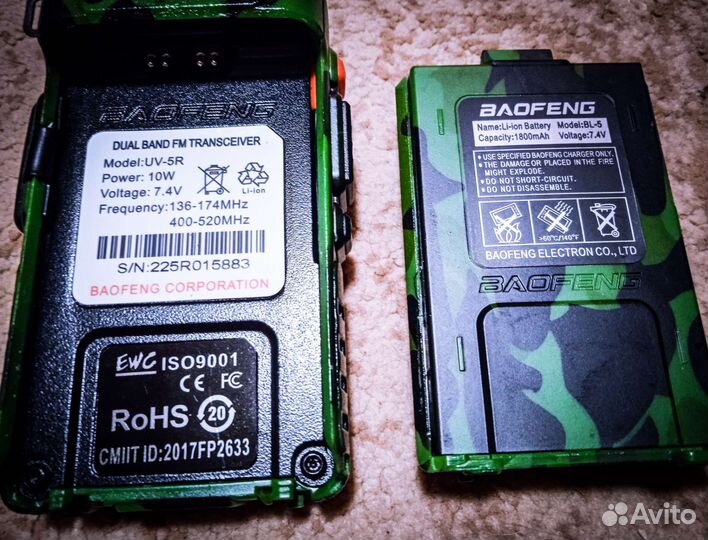 BAOFENG
DUAL BAND FM TRANSCEIVER
Model: UV-5R
Power: 10W
Voltage: 7.4V
Li-ion
Frequency: 136-174MHz
400-520MHz
S/N:225R015883
BAOFENG CORPORATION
EWC ISO9001
CE FC
RoHS 20
CMIIT ID:2017FP2633
BAOFENG
Name:Li-ion Battery Model:BL-5
Capacity:1800mAh Voltage:7.4V
• USE SPECIFIED BAOFENG CHARGER ONLY.
• THE DAMAGE OR PLACED IN THE FIRE
MIGHT EXPLODE.
• DO NOT SHORT-CIRCUIT.
• DO NOT DISASSEMBLE.
>60°C/140°F
BAOFENG ELECTRON CO., LTD
BAOFENG
Avito